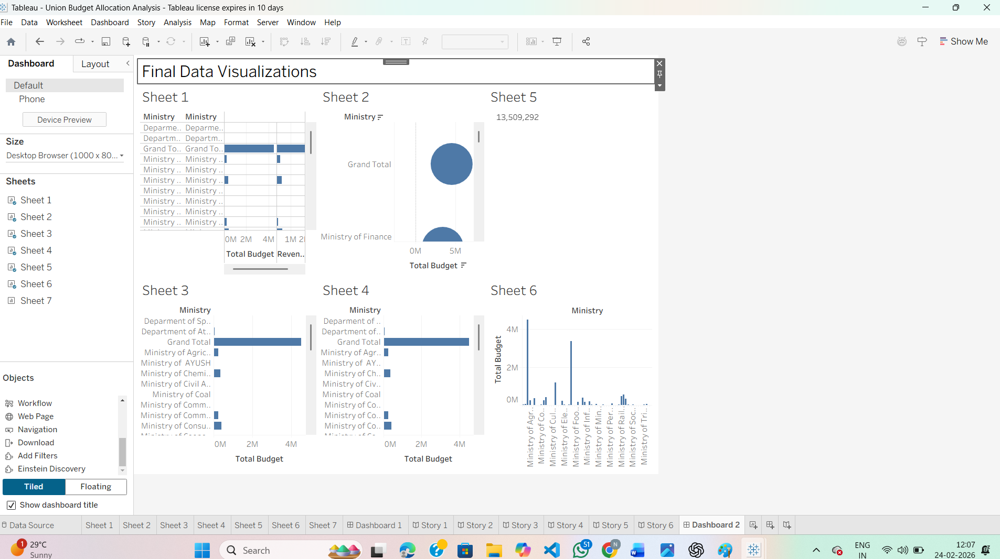 Tableau - Union Budget Allocation Analysis - Tableau license expires in 10 days
File Data Worksheet Dashboard Story Analysis Map Format Server Window Help
Show Me
Dashboard
Layout
Default
Phone
Device Preview
Size
Desktop Browser (1000 x 80...
Sheets
Sheet 1
Sheet 2
Sheet 3
Sheet 4
Sheet 5
Sheet 6
Sheet 7
Objects
Workflow
Web Page
Navigation
Download
Add Filters
Einstein Discovery
Tiled Floating
Show dashboard title
Final Data Visualizations
Sheet 1
Ministry Ministry
Deparme.. Deparme..
Departm.. Departm..
Grand To.. Grand To..
Ministry .. Ministry ..
Ministry .. Ministry ..
Ministry .. Ministry ..
Ministry .. Ministry ..
Ministry .. Ministry ..
Ministry .. Ministry ..
Ministry .. Ministry ..
0M 2M 4M 1M
Total Budget Reven..
Sheet 2
Ministry
Grand Total
Ministry of Finance
0M 5M
Total Budget
Sheet 5
13,509,292
Sheet 3
Ministry
Deparment of Sp..
Department of At..
Grand Total
Ministry of Agric..
Ministry of AYUSH
Ministry of Chemi..
Ministry of Civil A..
Ministry of Coal
Ministry of Comm..
Ministry of Comm..
Ministry of Consu..
0M 2M 4M
Total Budget
Sheet 4
Ministry
Deparment of ..
Department of..
Grand Total
Ministry of Agr..
Ministry of AY..
Ministry of Ch..
Ministry of Civ..
Ministry of Coal
Ministry of Co..
Ministry of Co..
Ministry of Co..
0M 2M 4M
Total Budget
Sheet 6
Ministry
Total Budget
4M
2M
0M
Ministry of Agr..
Ministry of Co..
Ministry of Cul..
Ministry of Ele..
Ministry of Foo..
Ministry of Inf..
Ministry of Min..
Ministry of Per..
Ministry of Rail..
Ministry of Soc..
Ministry of Tri..
Data Source Sheet 1 Sheet 2 Sheet 3 Sheet 4 Sheet 5 Sheet 6 Sheet 7 Dashboard 1 Story 1 Story 2 Story 3 Story 4 Story 5 Story 6 Dashboard 2
1
29°C
Sunny
Search
51
N
ENG
IN
12:07
24-02-2026